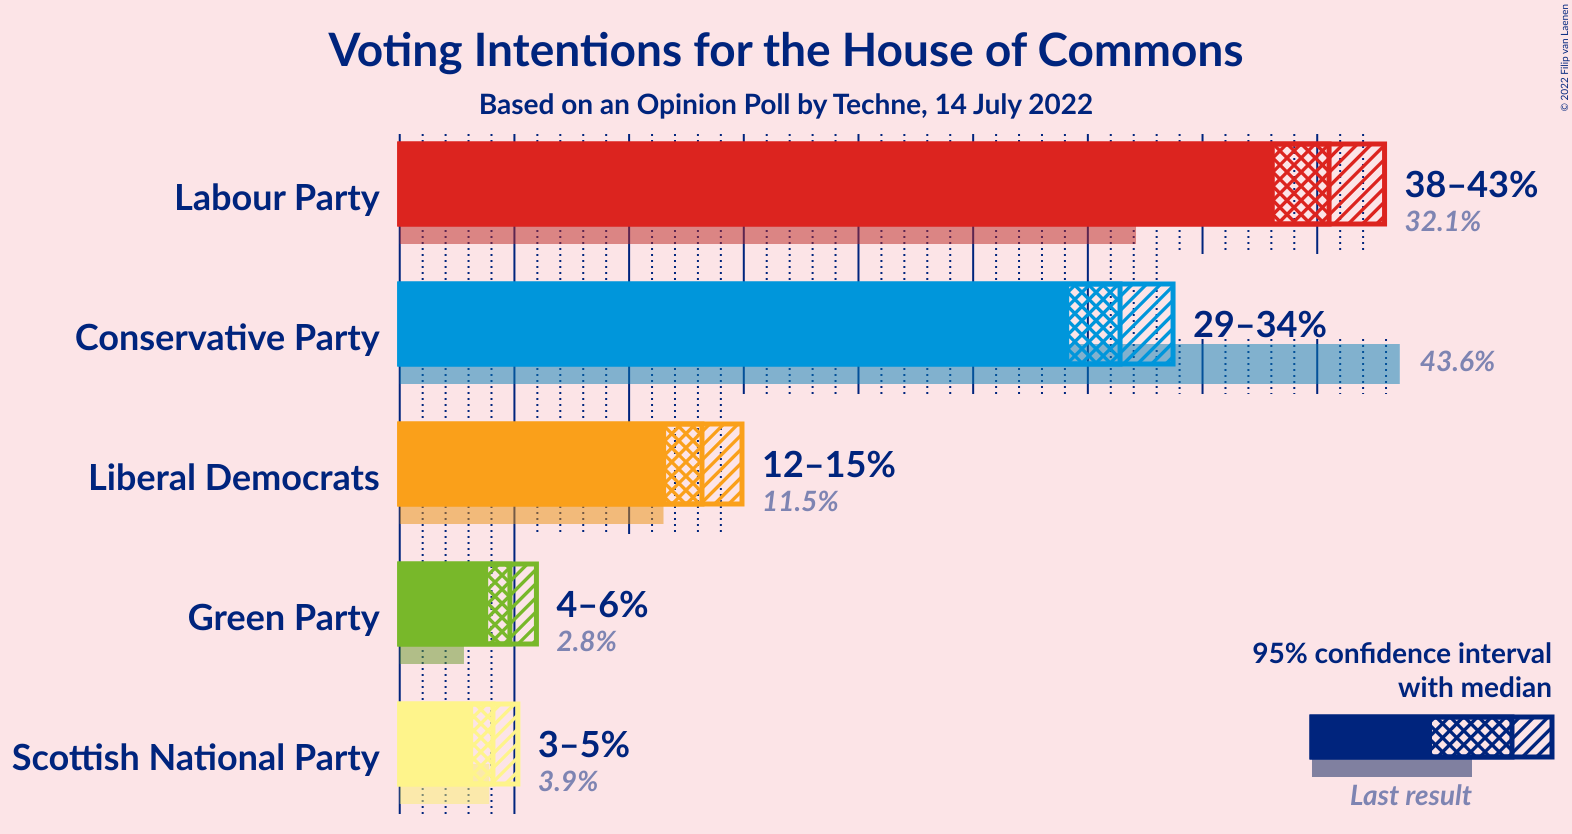 Voting Intentions for the House of Commons
Based on an Opinion Poll by Techne, 14 July 2022
© 2022 Filip van Laenen
Labour Party
38–43%
32.1%
Conservative Party
29–34%
43.6%
Liberal Democrats
12–15%
11.5%
Green Party
4–6%
2.8%
Scottish National Party
3–5%
3.9%
95% confidence interval
with median
Last result